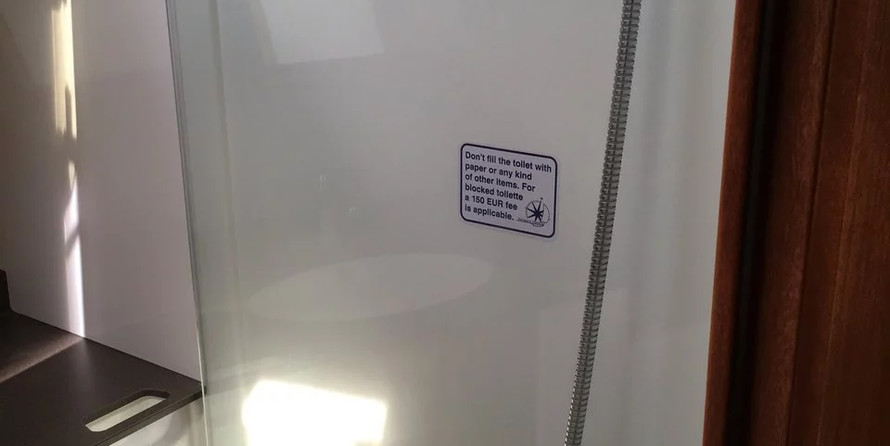 Don't fill the toilet with
paper or any kind
of other items. For
blocked toilette
a 150 EUR fee
is applicable.